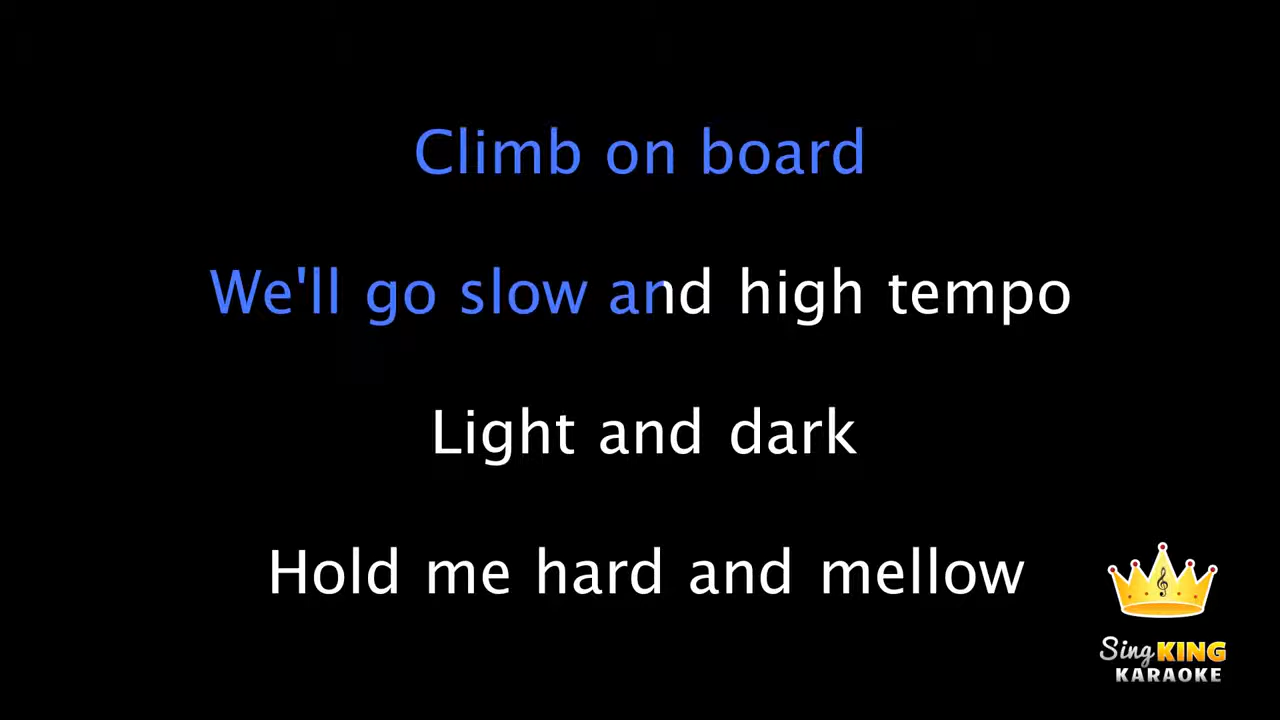 Climb on board
We'll go slow and high tempo
Light and dark
Hold me hard and mellow
Sing KING
KARAOKE